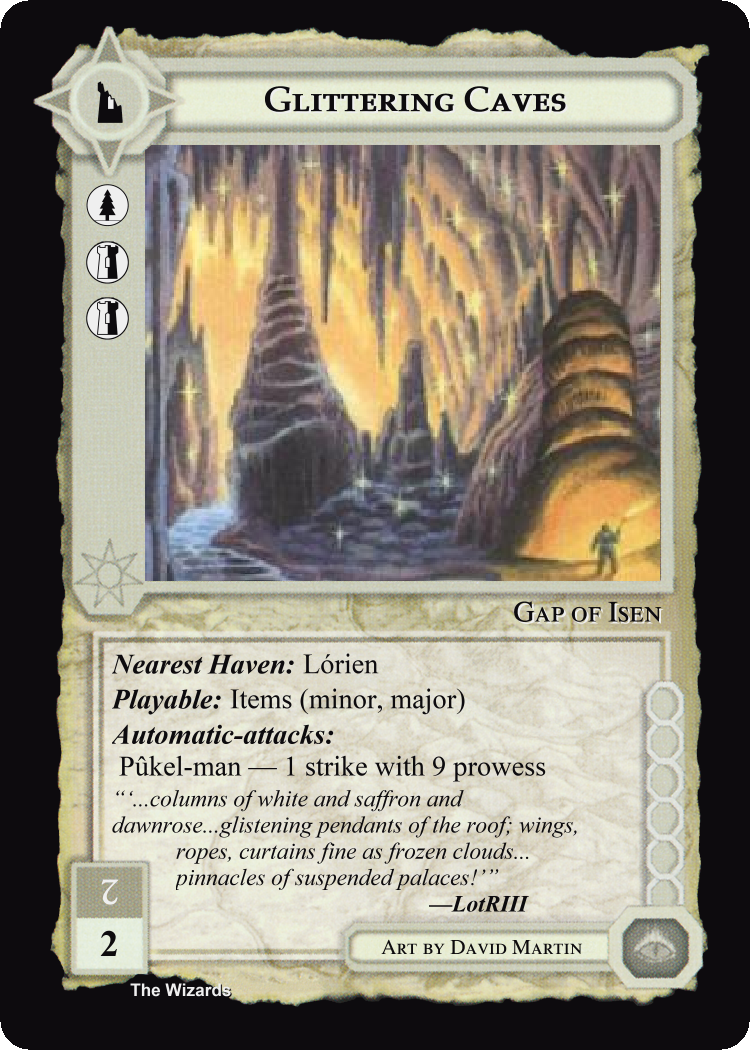 Glittering Caves
Gap of Isen
Nearest Haven: Lórien
Playable: Items (minor, major)
Automatic-attacks:
Pûkel-man — 1 strike with 9 prowess
“‘...columns of white and saffron and
dawnrose...glistening pendants of the roof; wings,
ropes, curtains fine as frozen clouds...
pinnacles of suspended palaces!’”
—LotRIII
2
2
Art by David Martin
The Wizards